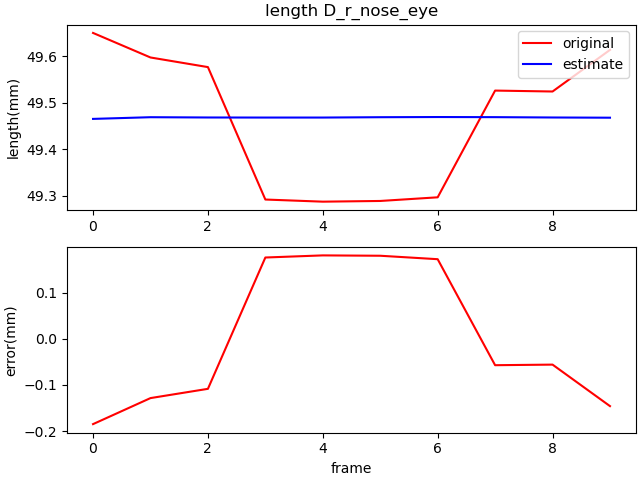 length D_r_nose_eye
length(mm)
49.6
49.5
49.4
49.3
original
estimate
0 2 4 6 8
error(mm)
0.1
0.0
−0.1
−0.2
0 2 4 6 8
frame